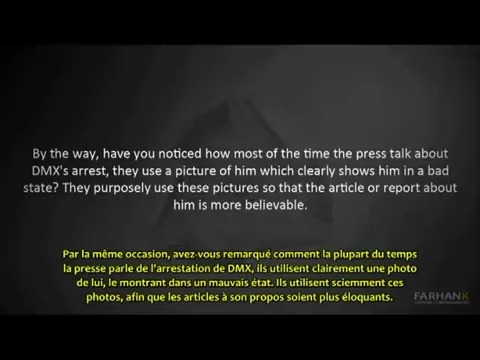 By the way, have you noticed how most of the time the press talk about
DMX's arrest, they use a picture of him which clearly shows him in a bad
state? They purposely use these pictures so that the article or report about
him is more believable.
Par la même occasion, avez-vous remarqué comment la plupart du temps
la presse parle de l'arrestation de DMX, ils utilisent clairement une photo
de lui, le montrant dans un mauvais état. Ils utilisent sciemment ces
photos, afin que les articles à son propos soient plus éloquants.
FARHANK